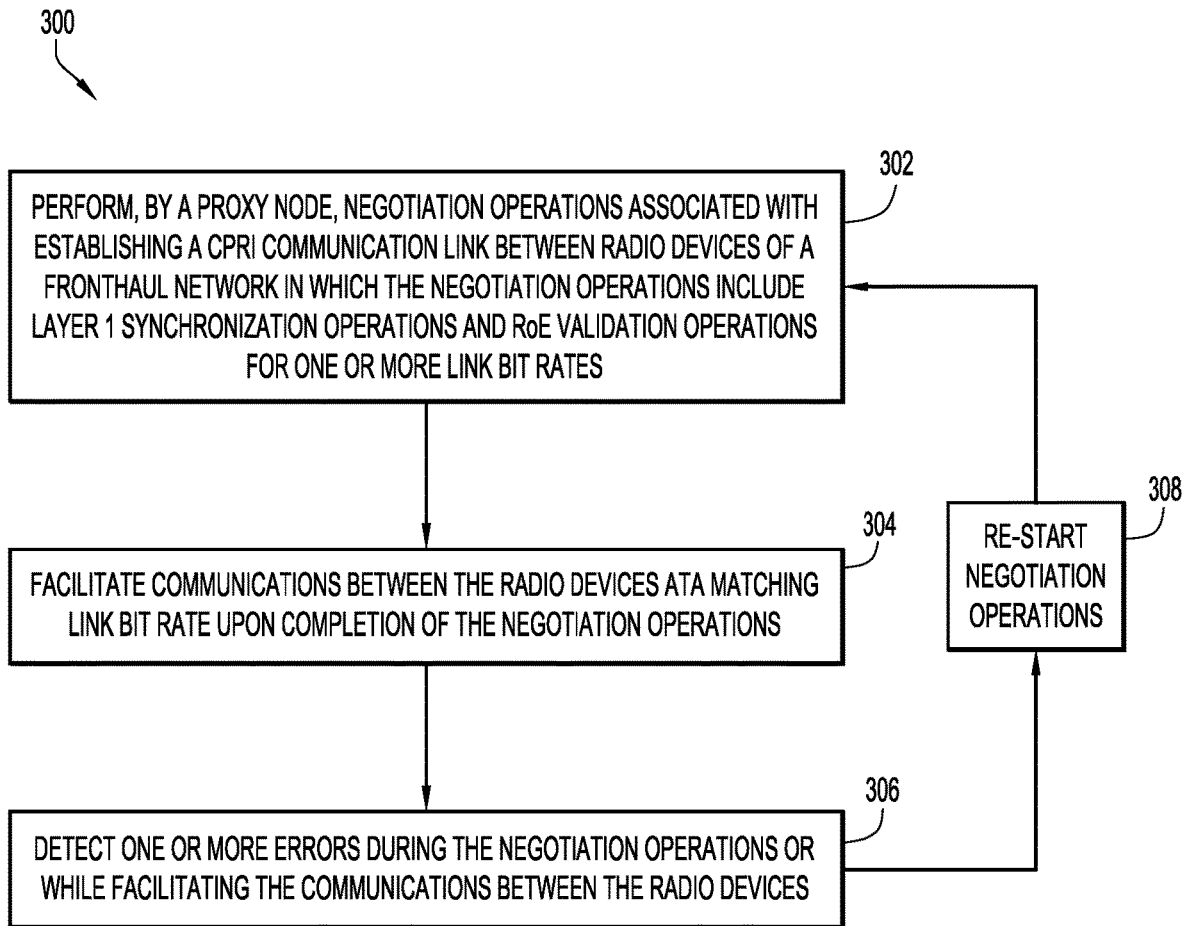 300
302
PERFORM, BY A PROXY NODE, NEGOTIATION OPERATIONS ASSOCIATED WITH
ESTABLISHING A CPRI COMMUNICATION LINK BETWEEN RADIO DEVICES OF A
FRONTHAUL NETWORK IN WHICH THE NEGOTIATION OPERATIONS INCLUDE
LAYER 1 SYNCHRONIZATION OPERATIONS AND RoE VALIDATION OPERATIONS
FOR ONE OR MORE LINK BIT RATES
304
FACILITATE COMMUNICATIONS BETWEEN THE RADIO DEVICES ATA MATCHING
LINK BIT RATE UPON COMPLETION OF THE NEGOTIATION OPERATIONS
308
RE-START
NEGOTIATION
OPERATIONS
306
DETECT ONE OR MORE ERRORS DURING THE NEGOTIATION OPERATIONS OR
WHILE FACILITATING THE COMMUNICATIONS BETWEEN THE RADIO DEVICES